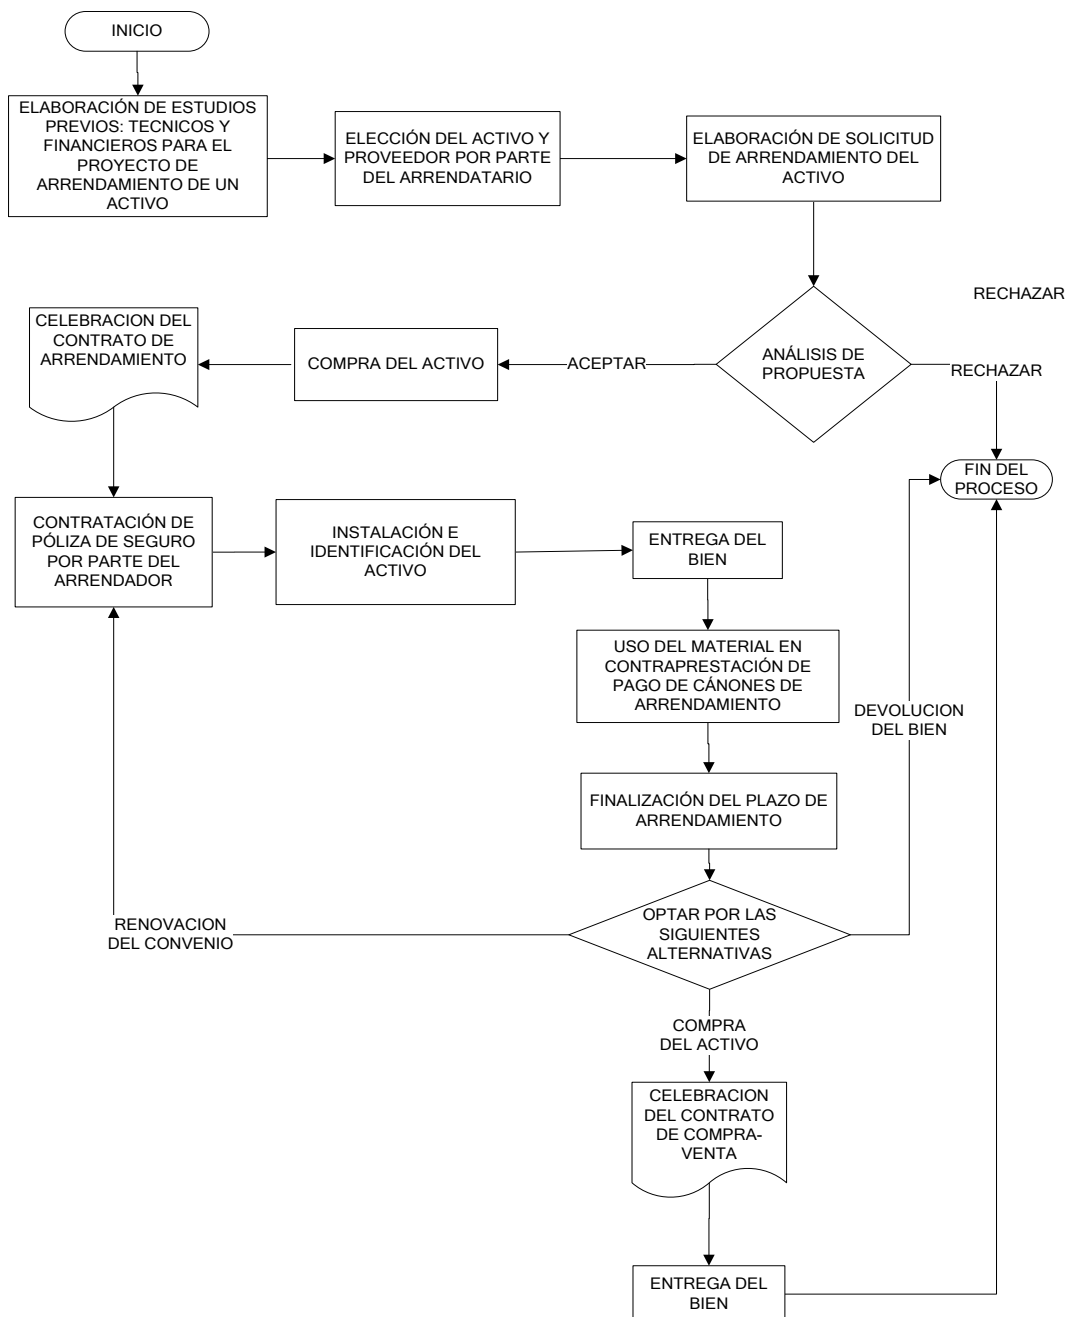 INICIO
ELABORACIÓN DE ESTUDIOS
PREVIOS: TECNICOS Y
FINANCIEROS PARA EL
PROYECTO DE
ARRENDAMIENTO DE UN
ACTIVO
ELECCIÓN DEL ACTIVO Y
PROVEEDOR POR PARTE
DEL ARRENDATARIO
ELABORACIÓN DE SOLICITUD
DE ARRENDAMIENTO DEL
ACTIVO
RECHAZAR
CELEBRACION DEL
CONTRATO DE
ARRENDAMIENTO
COMPRA DEL ACTIVO
ACEPTAR
ANÁLISIS DE
PROPUESTA
RECHAZAR
FIN DEL
PROCESO
CONTRATACIÓN DE
PÓLIZA DE SEGURO
POR PARTE DEL
ARRENDADOR
INSTALACIÓN E
IDENTIFICACIÓN DEL
ACTIVO
ENTREGA DEL
BIEN
USO DEL MATERIAL EN
CONTRAPRESTACIÓN DE
PAGO DE CÁNONES DE
ARRENDAMIENTO
DEVOLUCION
DEL BIEN
FINALIZACIÓN DEL PLAZO DE
ARRENDAMIENTO
RENOVACION
DEL CONVENIO
OPTAR POR LAS
SIGUIENTES
ALTERNATIVAS
COMPRA
DEL ACTIVO
CELEBRACION
DEL CONTRATO
DE COMPRA-
VENTA
ENTREGA DEL
BIEN